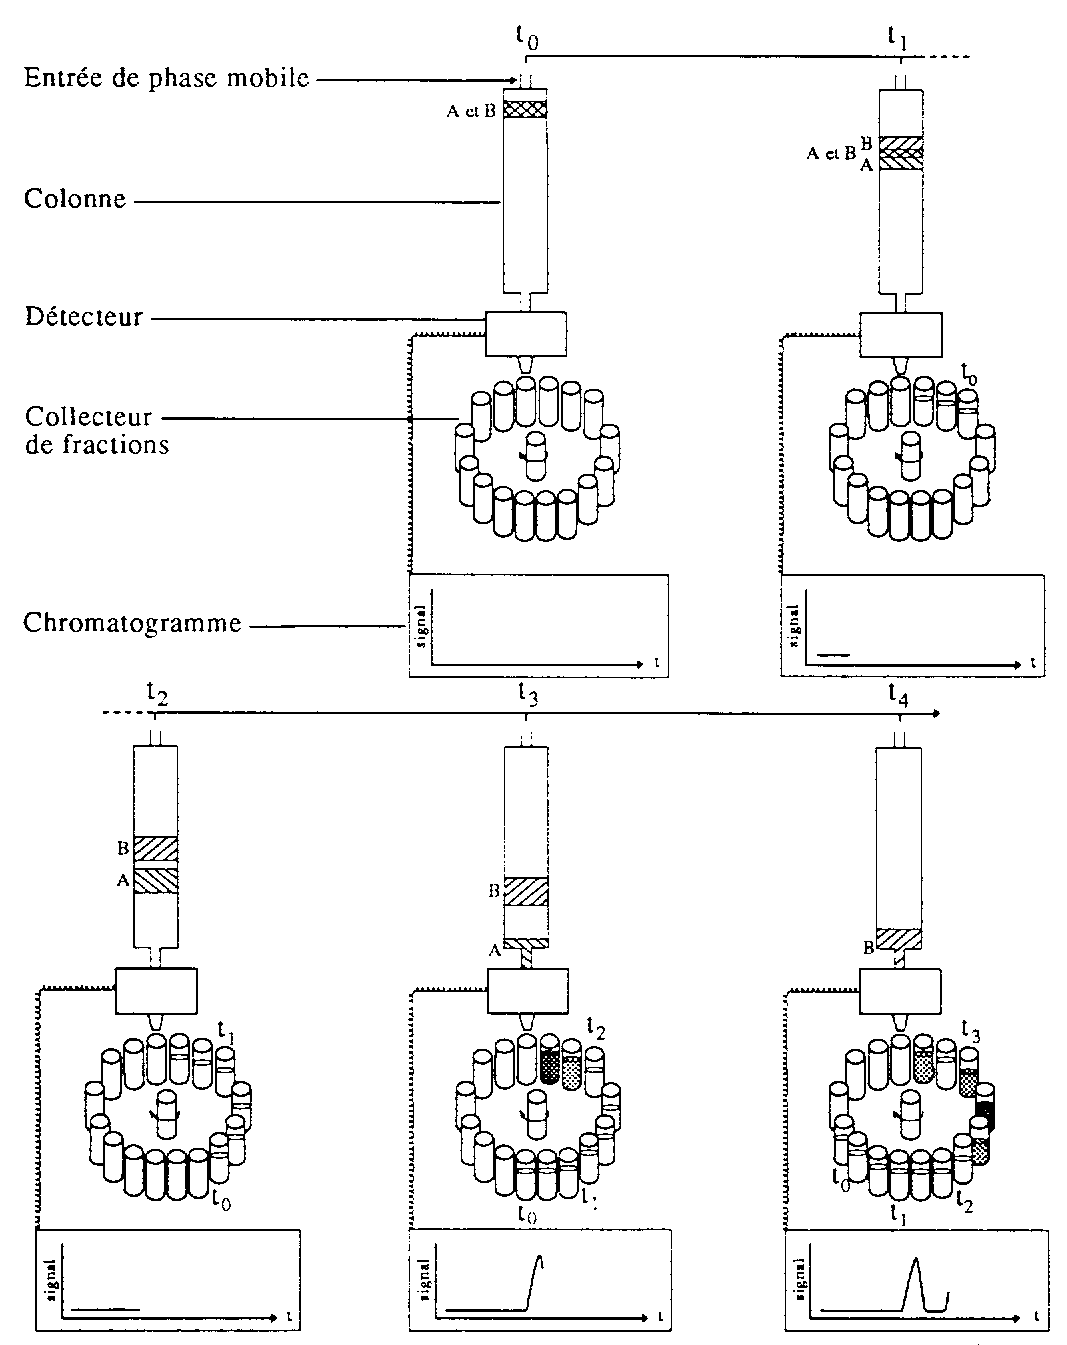 t0
t1
Entrée de phase mobile
A et B
B
A et B
A
Colonne
Détecteur
t0
Collecteur
de fractions
Chromatogramme
signal
t
signal
t
t2
t3
t4
B
A
B
A
B
t1
t0
t2
t0
t3
t0
t1
t2
signal
t
signal
t
signal
t